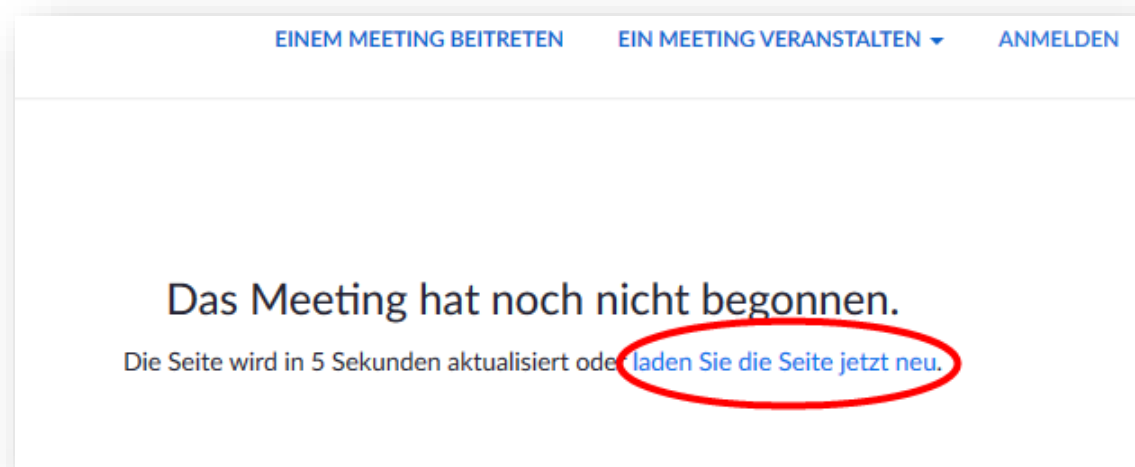 EINEM MEETING BEITRETEN EIN MEETING VERANSTALTEN ANMELDEN
Das Meeting hat noch nicht begonnen.
Die Seite wird in 5 Sekunden aktualisiert oder laden Sie die Seite jetzt neu.